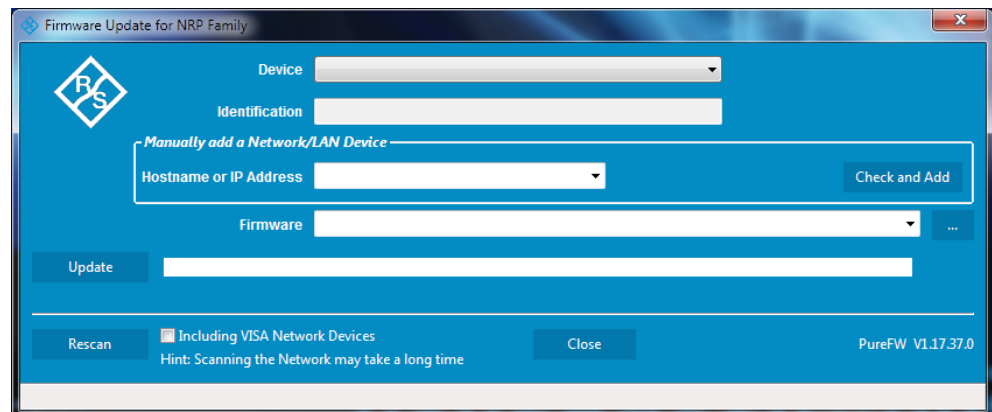 Firmware Update for NRP Family
R
S
Device
Identification
Manually add a Network/LAN Device
Hostname or IP Address
Check and Add
Firmware
...
Update
Rescan
Including VISA Network Devices
Hint: Scanning the Network may take a long time
Close
PureFW V1.17.37.0